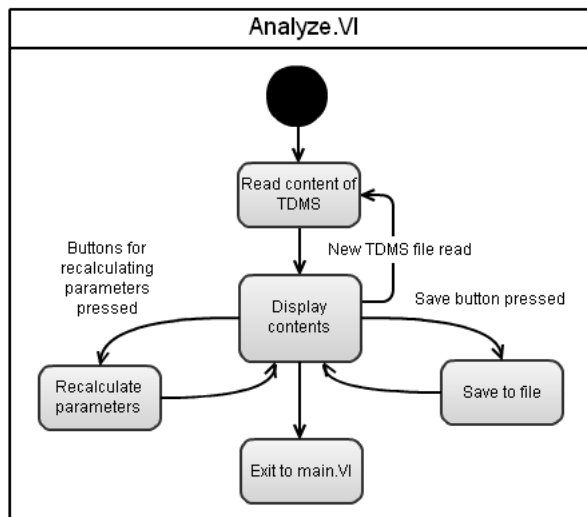 Analyze.VI
Read content of
TDMS
Buttons for
recalculating
parameters
pressed
New TDMS file read
Display
contents
Save button pressed
Recalculate
parameters
Save to file
Exit to main.VI